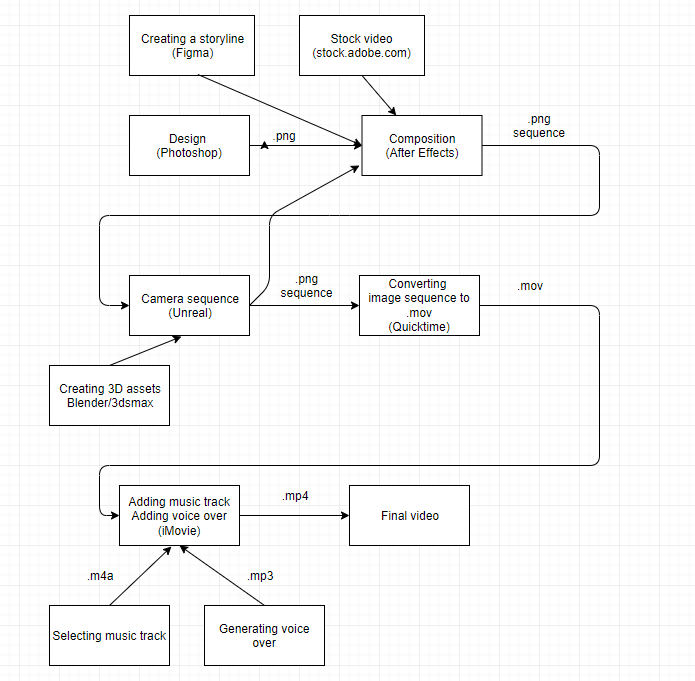 Creating a storyline
(Figma)
Stock video
(stock.adobe.com)
Design
(Photoshop)
.png
Composition
(After Effects)
.png
sequence
Camera sequence
(Unreal)
.png
sequence
Converting
image sequence to
.mov
(Quicktime)
.mov
Creating 3D assets
Blender/3dsmax
Adding music track
Adding voice over
(iMovie)
.mp4
Final video
.m4a
.mp3
Selecting music track
Generating voice
over